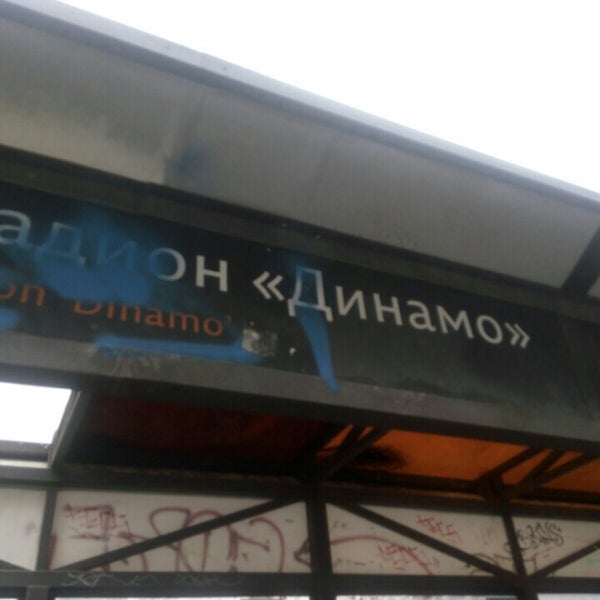 адион «Динамо»
on 'Dinamo'